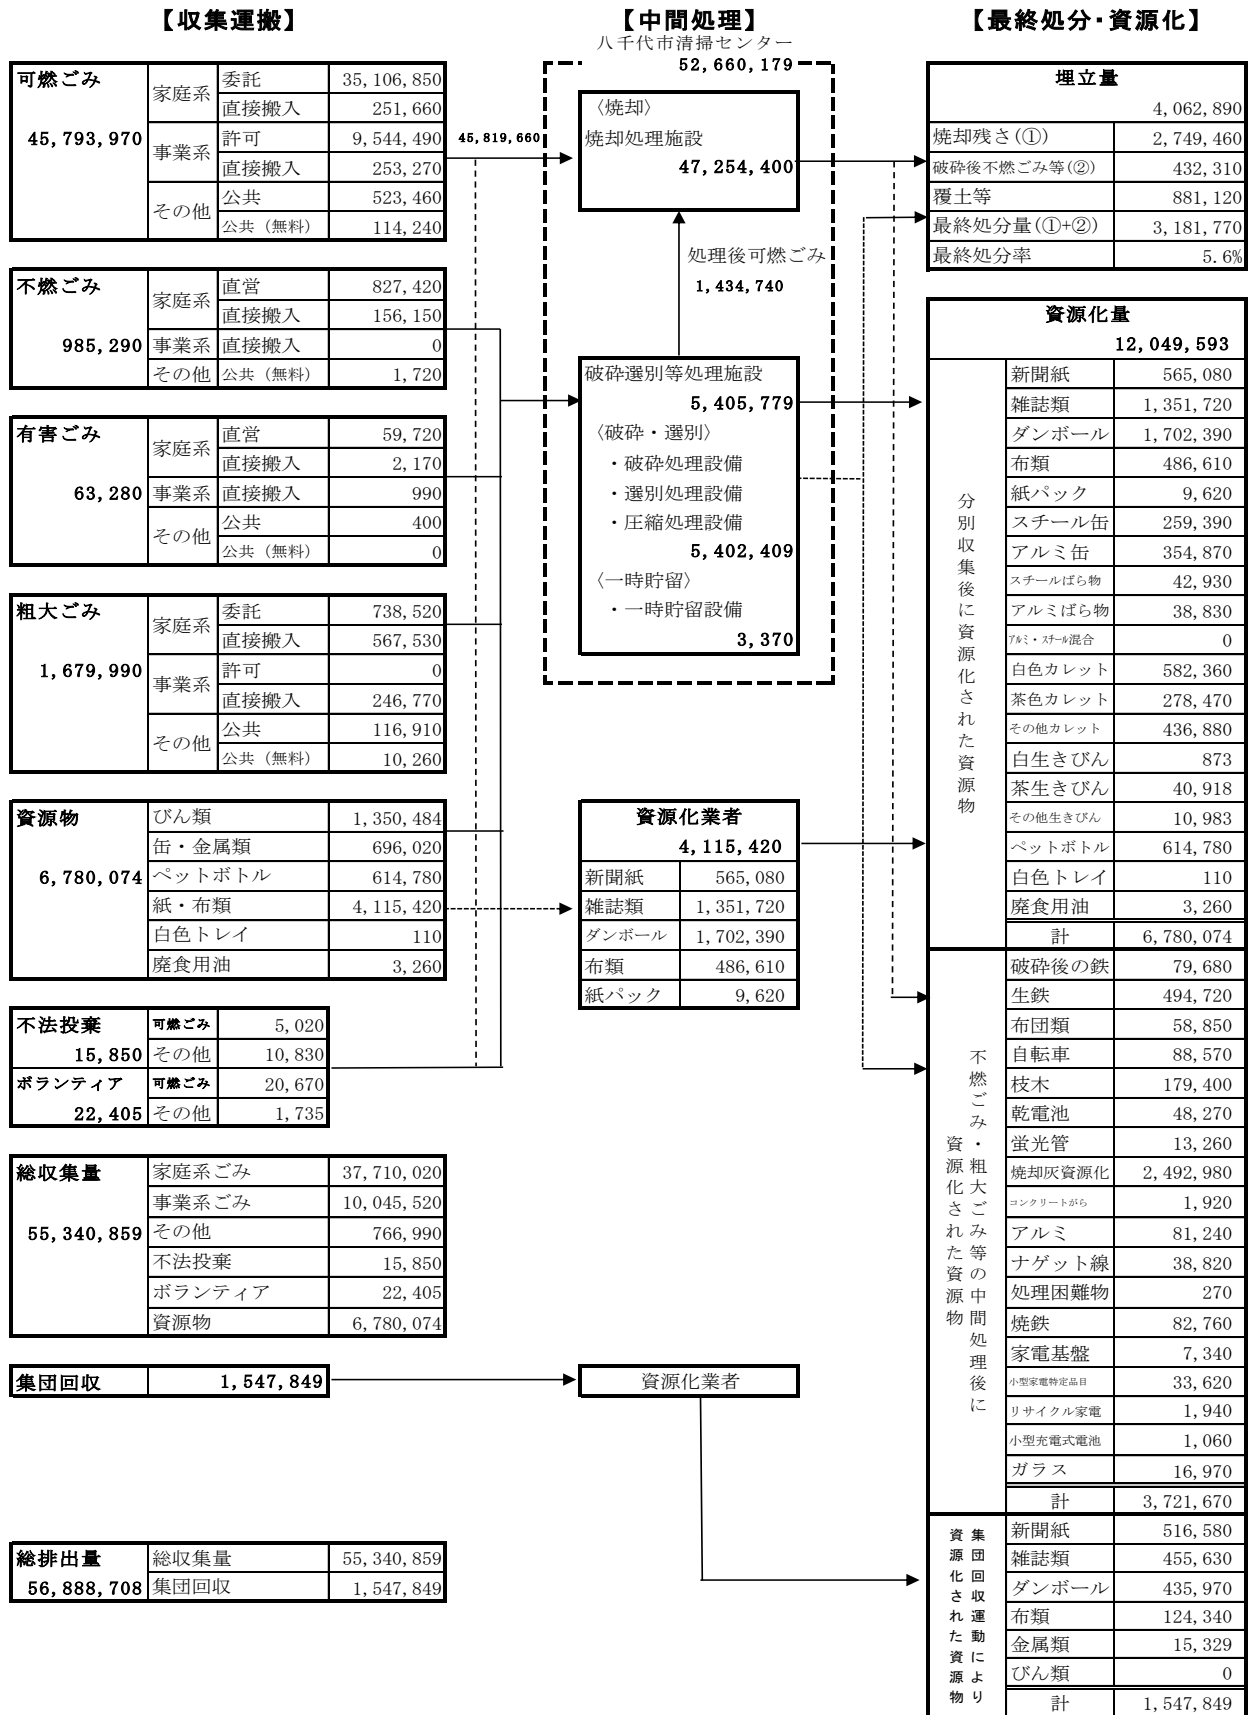 【収集運搬】
可燃ごみ 45,793,970
家庭系 委託 35,106,850
直接搬入 251,660
事業系 許可 9,544,490
直接搬入 253,270
その他 公共 523,460
公共（無料） 114,240
不燃ごみ 985,290
家庭系 直営 827,420
直接搬入 156,150
事業系 直接搬入 0
その他 公共（無料） 1,720
有害ごみ 63,280
家庭系 直営 59,720
直接搬入 2,170
事業系 直接搬入 990
その他 公共 400
公共（無料） 0
粗大ごみ 1,679,990
家庭系 委託 738,520
直接搬入 567,530
事業系 許可 0
直接搬入 246,770
その他 公共 116,910
公共（無料） 10,260
資源物 6,780,074
びん類 1,350,484
缶・金属類 696,020
ペットボトル 614,780
紙・布類 4,115,420
白色トレイ 110
廃食用油 3,260
不法投棄 15,850
可燃ごみ 5,020
その他 10,830
ボランティア 22,405
可燃ごみ 20,670
その他 1,735
総収集量 55,340,859
家庭系ごみ 37,710,020
事業系ごみ 10,045,520
その他 766,990
不法投棄 15,850
ボランティア 22,405
資源物 6,780,074
集団回収 1,547,849
総排出量 56,888,708
総収集量 55,340,859
集団回収 1,547,849
45,819,660
【中間処理】
八千代市清掃センター
52,660,179
〈焼却〉
焼却処理施設
47,254,400
処理後可燃ごみ
1,434,740
破砕選別等処理施設
5,405,779
〈破砕・選別〉
・破砕処理設備
・選別処理設備
・圧縮処理設備
5,402,409
〈一時貯留〉
・一時貯留設備
3,370
資源化業者
4,115,420
新聞紙 565,080
雑誌類 1,351,720
ダンボール 1,702,390
布類 486,610
紙パック 9,620
資源化業者
【最終処分・資源化】
埋立量
4,062,890
焼却残さ(①) 2,749,460
破砕後不燃ごみ等(②) 432,310
覆土等 881,120
最終処分量(①+②) 3,181,770
最終処分率 5.6%
資源化量
12,049,593
分別収集後に資源化された資源物
新聞紙 565,080
雑誌類 1,351,720
ダンボール 1,702,390
布類 486,610
紙パック 9,620
スチール缶 259,390
アルミ缶 354,870
スチールばら物 42,930
アルミばら物 38,830
アルミ・スチール混合 0
白色カレット 582,360
茶色カレット 278,470
その他カレット 436,880
白生きびん 873
茶生きびん 40,918
その他生きびん 10,983
ペットボトル 614,780
白色トレイ 110
廃食用油 3,260
計 6,780,074
不燃ごみ・粗大ごみ等の中間処理後に
資源化された資源物
破砕後の鉄 79,680
生鉄 494,720
布団類 58,850
自転車 88,570
枝木 179,400
乾電池 48,270
蛍光管 13,260
焼却灰資源化 2,492,980
コンクリートがら 1,920
アルミ 81,240
ナゲット線 38,820
処理困難物 270
焼鉄 82,760
家電基盤 7,340
小型家電特定品目 33,620
リサイクル家電 1,940
小型充電式電池 1,060
ガラス 16,970
計 3,721,670
集団回収運動により
資源化された資源物
新聞紙 516,580
雑誌類 455,630
ダンボール 435,970
布類 124,340
金属類 15,329
びん類 0
計 1,547,849